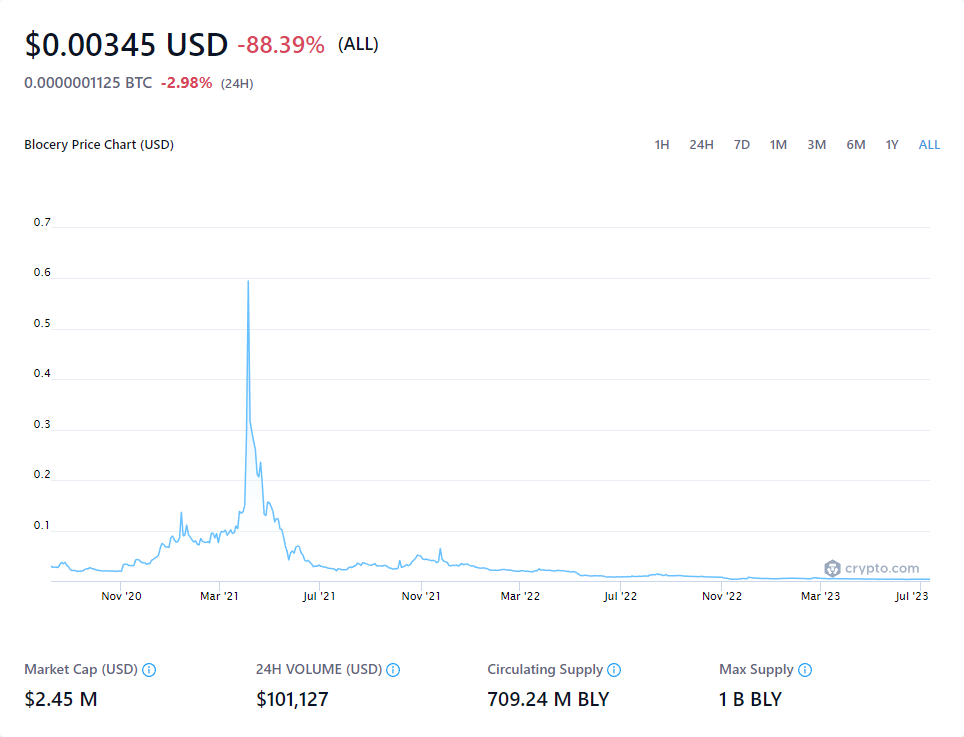 $0.00345 USD -88.39% (ALL)
0.0000001125 BTC -2.98% (24H)
Blocery Price Chart (USD) 1H 24H 7D 1M 3M 6M 1Y ALL
0.7
0.6
0.5
0.4
0.3
0.2
0.1
crypto.com
Nov '20 Mar '21 Jul '21 Nov '21 Mar '22 Jul '22 Nov '22 Mar '23 Jul '23
Market Cap (USD) 24H VOLUME (USD) Circulating Supply Max Supply
$2.45 M $101,127 709.24 M BLY 1 B BLY